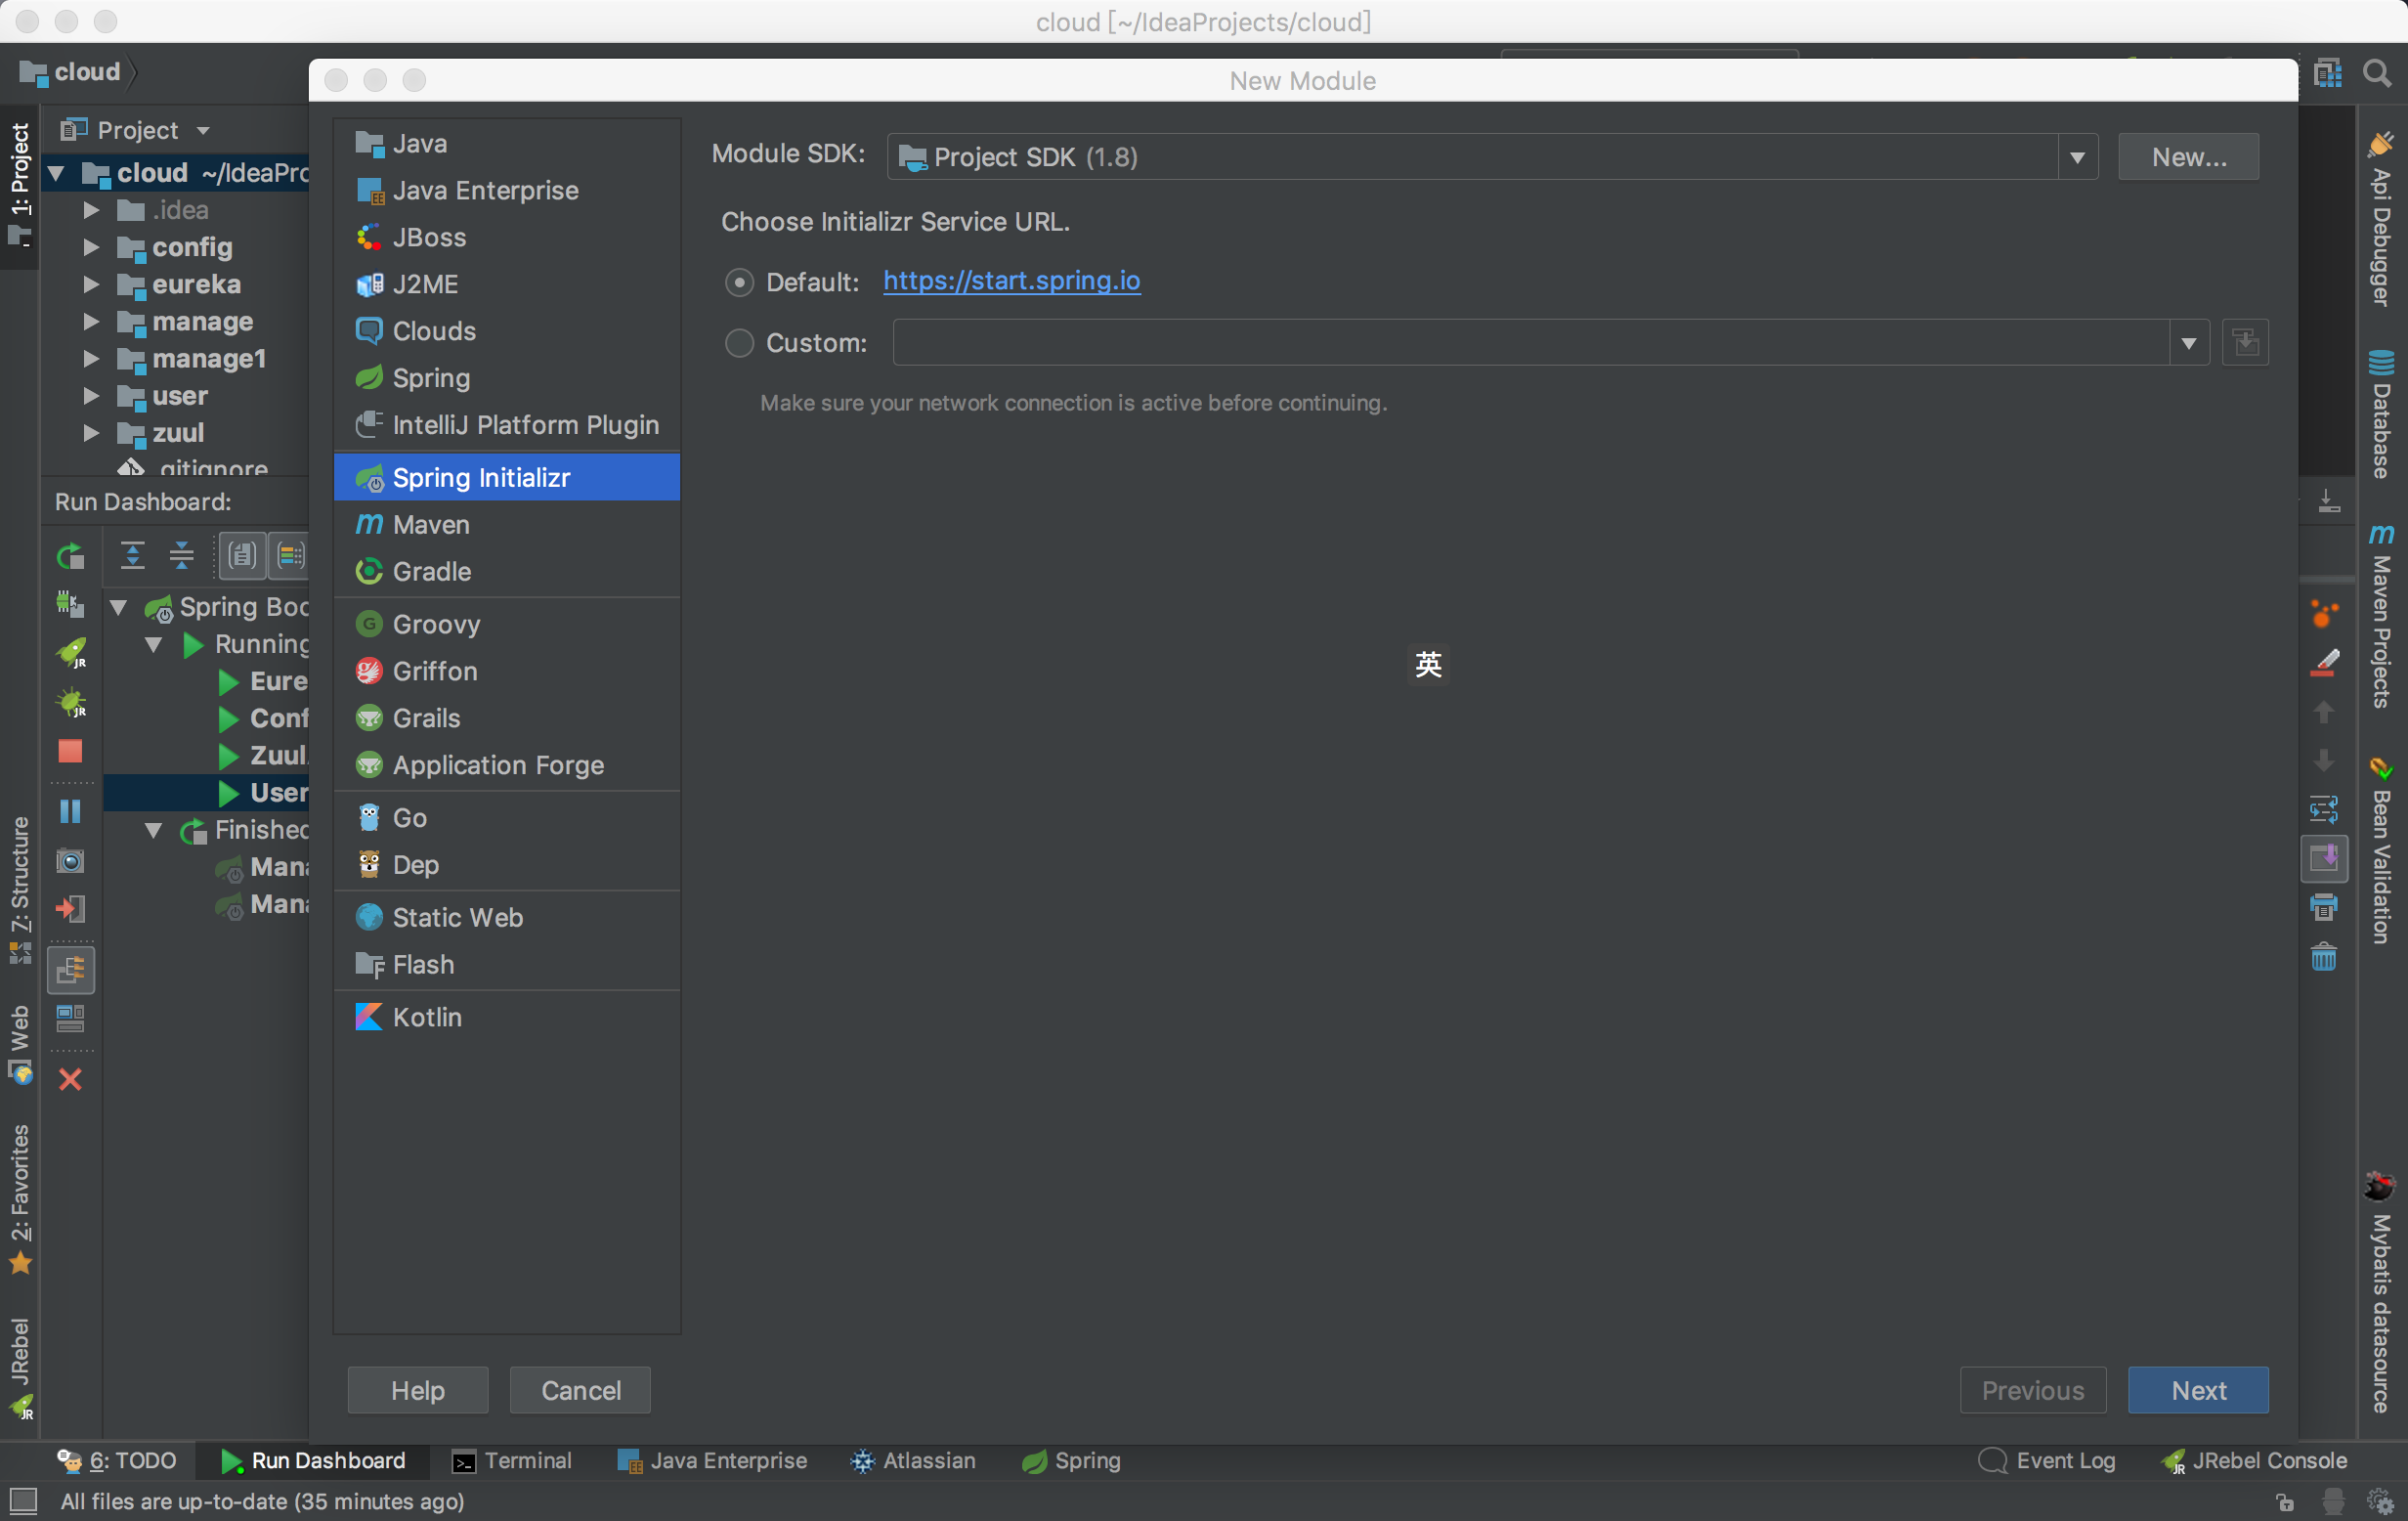 cloud [~/IdeaProjects/cloud]
cloud
New Module
1: Project
Project
cloud ~/IdeaPro
.idea
config
eureka
manage
manage1
user
zuul
.gitignore
Run Dashboard:
Spring Boo
Running
Eure
Conf
Zuul
User
Finished
Mana
Mana
Z: Structure
Web
2: Favorites
JRebel
Java
Java Enterprise
JBoss
J2ME
Clouds
Spring
IntelliJ Platform Plugin
Spring Initializr
Maven
Gradle
Groovy
Griffon
Grails
Application Forge
Go
Dep
Static Web
Flash
Kotlin
Module SDK: Project SDK (1.8) New...
Choose Initializr Service URL.
Default: https://start.spring.io
Custom:
Make sure your network connection is active before continuing.
英
Help Cancel Previous Next
Api Debugger
Database
Maven Projects
Bean Validation
Mybatis datasource
6: TODO Run Dashboard Terminal Java Enterprise Atlassian Spring Event Log JRebel Console
All files are up-to-date (35 minutes ago)